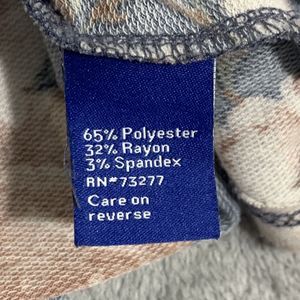 65% Polyester
32% Rayon
3% Spandex
RN#73277
Care on
reverse